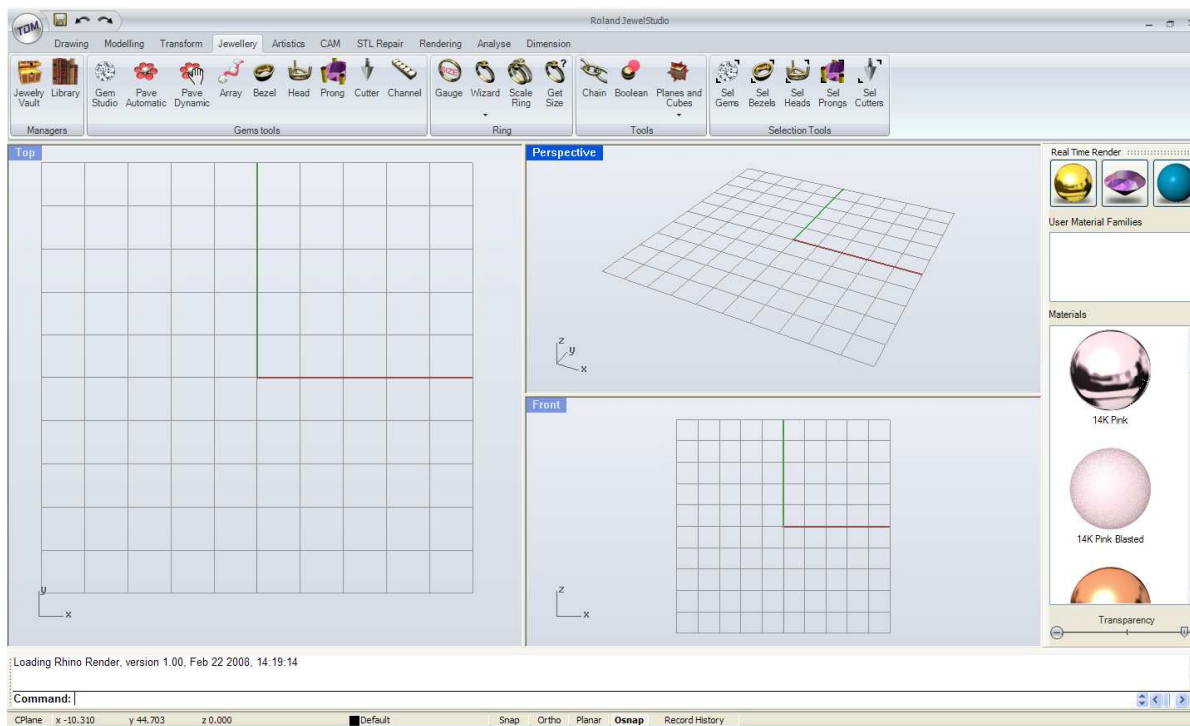 Roland JewelStudio
TDM
Drawing Modelling Transform Jewellery Artistics CAM STL Repair Rendering Analyse Dimension
Jewelry Vault Library Gem Studio Pave Automatic Pave Dynamic Array Bezel Head Prong Cutter Channel SIZE Gauge Wizard Scale Ring ? Get Size Chain Boolean Planes and Cubes Sel Gems Sel Bezels Sel Heads Sel Prongs Sel Cutters
Managers Gems tools Ring Tools Selection Tools
Top
Perspective
Real Time Render
User Material Families
Materials
z
y
x
14K Pink
Front
14K Pink Blasted
y
x
z
x
Transparency
Loading Rhino Render, version 1.00, Feb 22 2008, 14:19:14
Command:
CPlane x -10.310 y 44.703 z 0.000 Default Snap Ortho Planar Osnap Record History